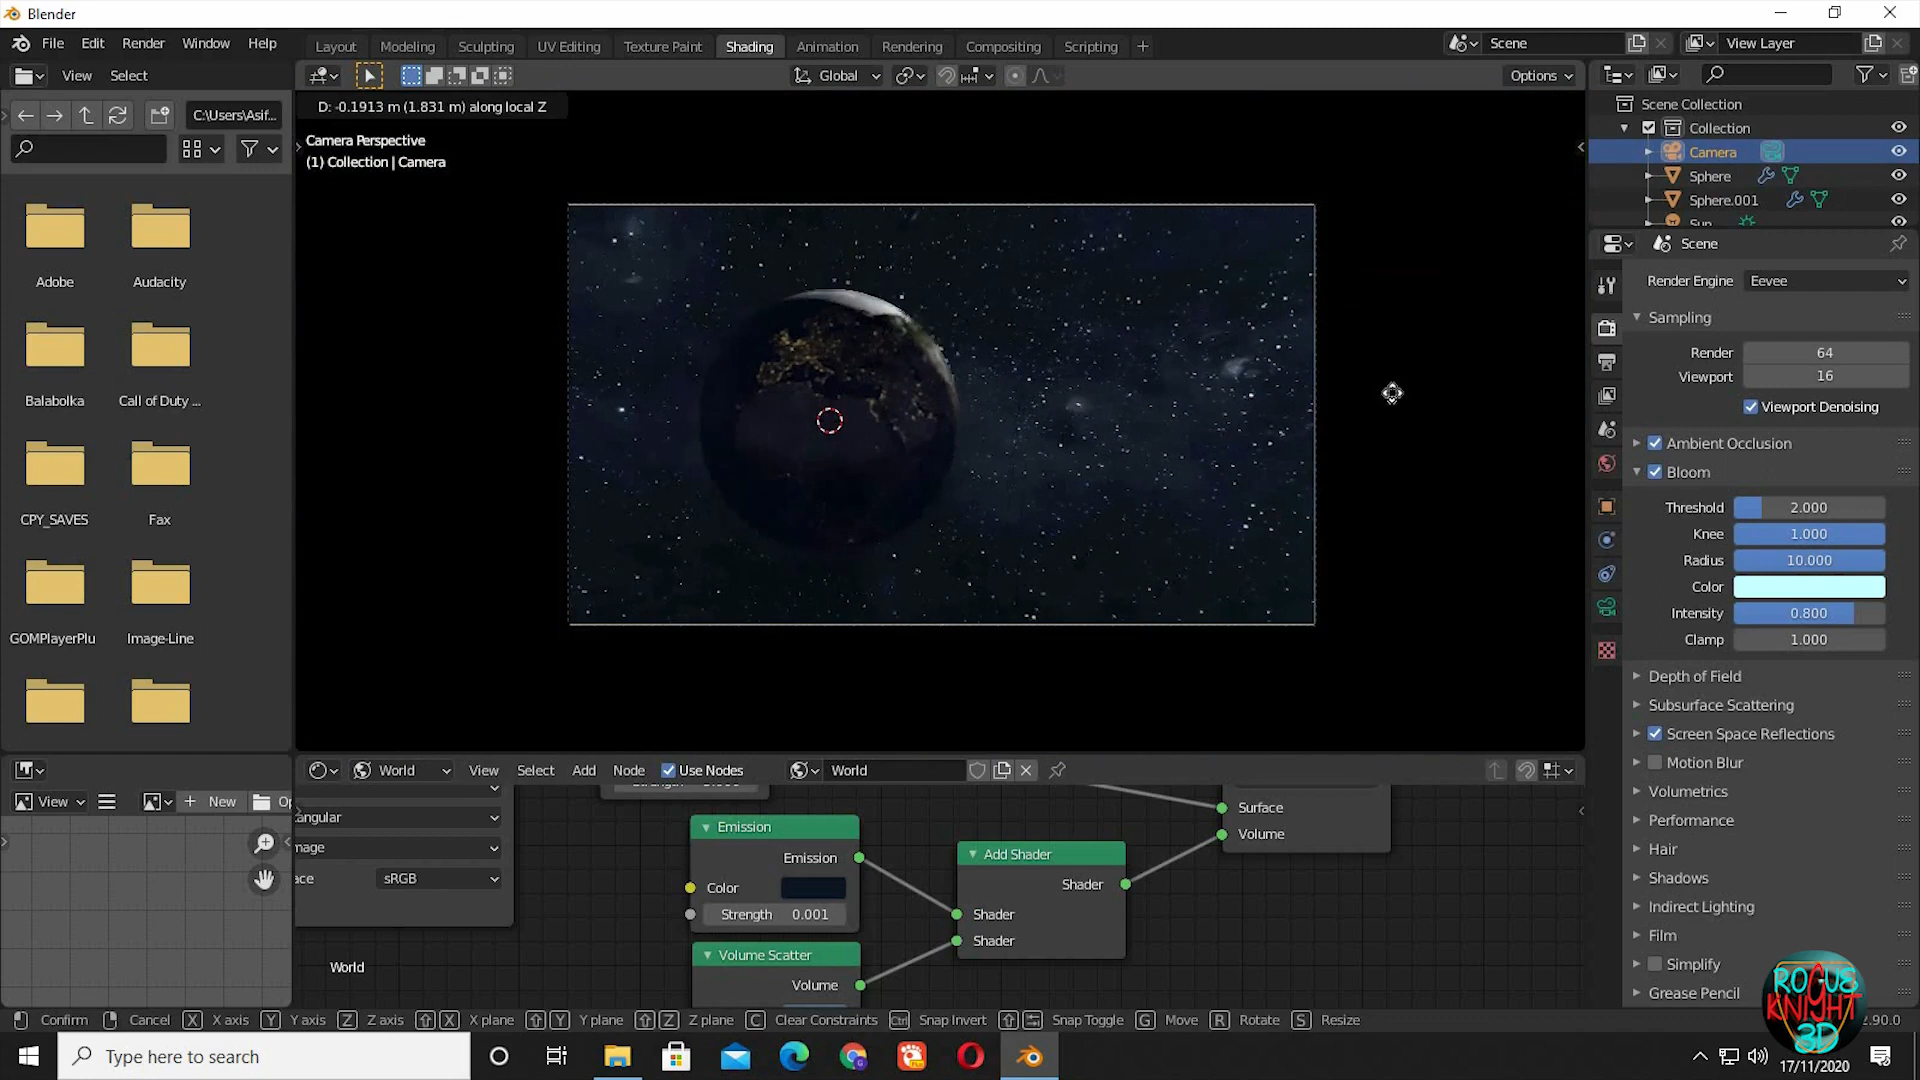 Blender
File Edit Render Window Help
Layout Modeling Sculpting UV Editing Texture Paint Shading Animation Rendering Compositing Scripting
Scene
View Layer
View Select
Global
Options
C:\Users\Asif...
D: -0.1913 m (1.831 m) along local Z
Camera Perspective
(1) Collection | Camera
Adobe Audacity
Balabolka Call of Duty ...
CPY_SAVES Fax
GOMPlayerPlu Image-Line
Scene Collection
Collection
Camera
Sphere
Sphere.001
Sun
Scene
Render Engine Eevee
Sampling
Render 64
Viewport 16
Viewport Denoising
Ambient Occlusion
Bloom
Threshold 2.000
Knee 1.000
Radius 10.000
Color
Intensity 0.800
Clamp 1.000
Depth of Field
Subsurface Scattering
Screen Space Reflections
Motion Blur
Volumetrics
Performance
Hair
Shadows
Indirect Lighting
Film
Simplify
Grease Pencil
World View Select Add Node Use Nodes World
View New Op
angular
mage
ace sRGB
World
Emission
Emission
Color
Strength 0.001
Volume Scatter
Volume
Add Shader
Shader
Shader
Shader
Surface
Volume
Confirm Cancel X X axis Y Y axis Z Z axis X X plane Y Y plane Z Z plane C Clear Constraints Ctrl Snap Invert Snap Toggle G Move R Rotate S Resize
2.90.0
ROGUE
KNIGHT
3D
Type here to search
17/11/2020